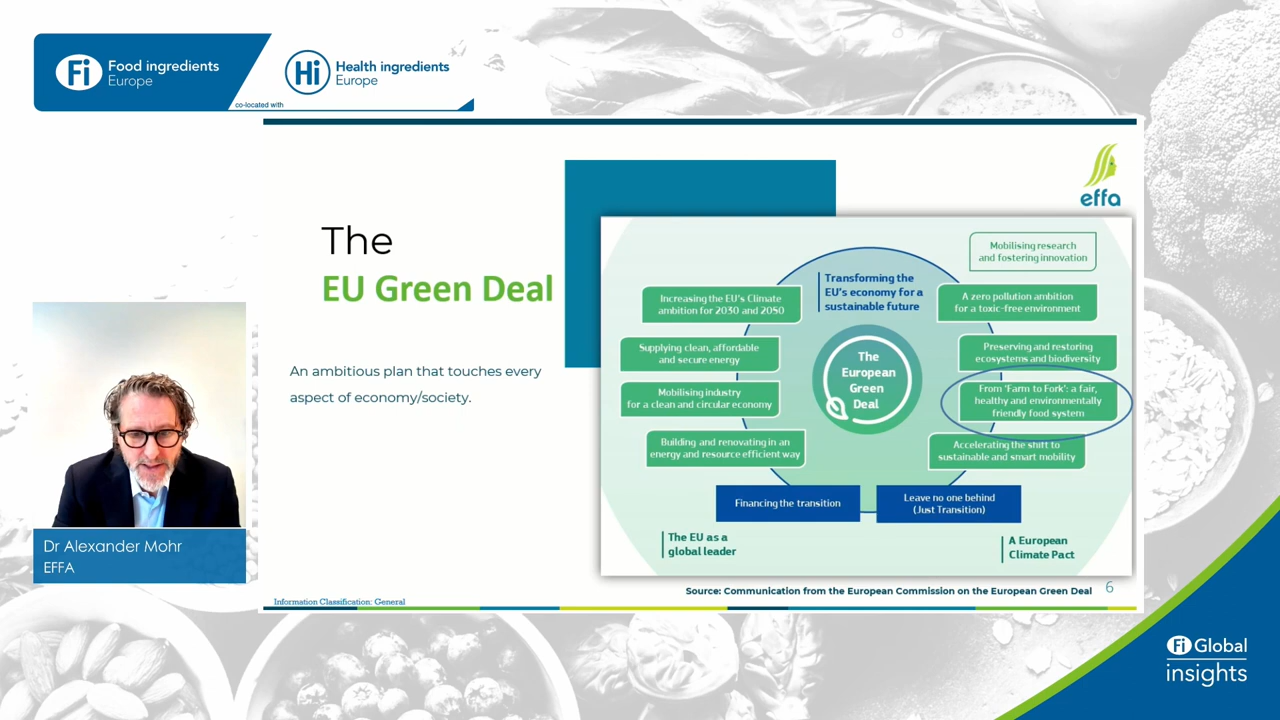 Fi
Food ingredients
Europe
Hi
Health ingredients
Europe
co-located with
effa
The
EU Green Deal
An ambitious plan that touches every
aspect of economy/society.
Mobilising research
and fostering innovation
Transforming the
EU's economy for a
sustainable future
Increasing the EU's Climate
ambition for 2030 and 2050
A zero pollution ambition
for a toxic-free environment
Supplying clean, affordable
and secure energy
Preserving and restoring
ecosystems and biodiversity
The
European
Green
Deal
Mobilising industry
for a clean and circular economy
From 'Farm to Fork': a fair,
healthy and environmentally
friendly food system
Building and renovating in an
energy and resource efficient way
Accelerating the shift to
sustainable and smart mobility
Financing the transition
Leave no one behind
(Just Transition)
The EU as a
global leader
A European
Climate Pact
Source: Communication from the European Commission on the European Green Deal
6
Information Classification: General
Dr Alexander Mohr
EFFA
Fi Global
insights